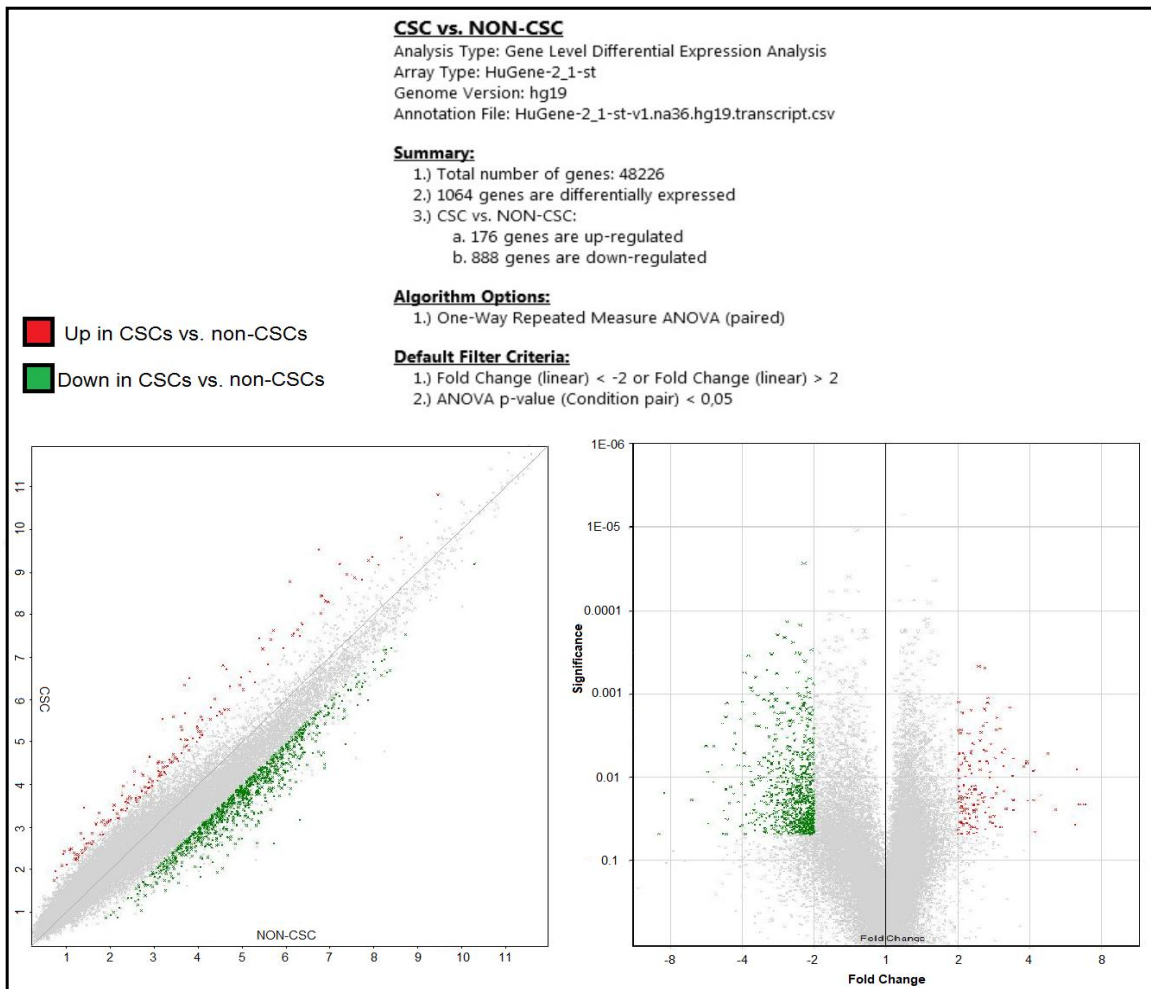 CSC vs. NON-CSC
Analysis Type: Gene Level Differential Expression Analysis
Array Type: HuGene-2_1-st
Genome Version: hg19
Annotation File: HuGene-2_1-st-v1.na36.hg19.transcript.csv
Summary:
1.) Total number of genes: 48226
2.) 1064 genes are differentially expressed
3.) CSC vs. NON-CSC:
a. 176 genes are up-regulated
b. 888 genes are down-regulated
Algorithm Options:
1.) One-Way Repeated Measure ANOVA (paired)
Default Filter Criteria:
1.) Fold Change (linear) < -2 or Fold Change (linear) > 2
2.) ANOVA p-value (Condition pair) < 0,05
Up in CSCs vs. non-CSCs
Down in CSCs vs. non-CSCs
11
10
9
8
7
6
5
4
3
2
1
CSC
NON-CSC
1 2 3 4 5 6 7 8 9 10 11
1E-06
1E-05
0.0001
0.001
0.01
0.1
Significance
Fold Change
-8 -4 -2 1 2 4 8
Fold Change